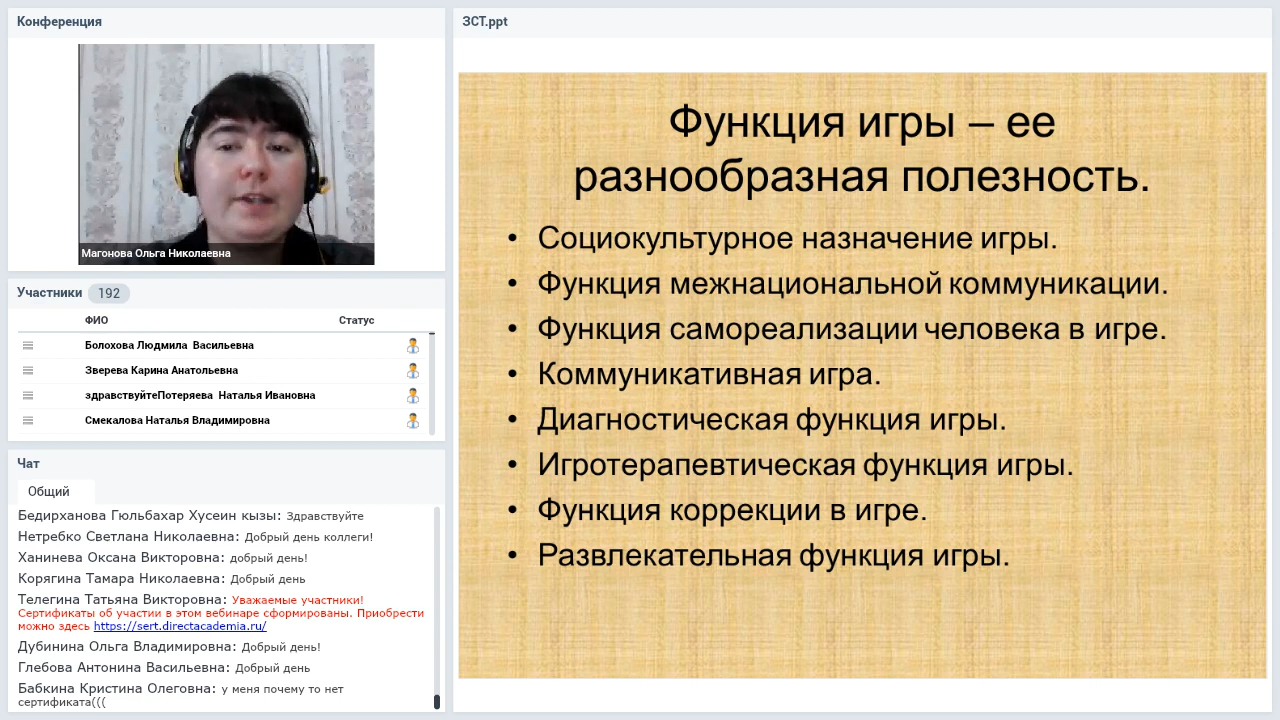 Конференция
Магонова Ольга Николаевна
Участники 192
ФИО Статус
Болохова Людмила Васильевна
Зверева Карина Анатольевна
здравствуйтеПотеряева Наталья Ивановна
Смекалова Наталья Владимировна
Чат
Общий
Бедирханова Гюльбахар Хусеин кызы: Здравствуйте
Нетребко Светлана Николаевна: Добрый день коллеги!
Ханинева Оксана Викторовна: добрый день!
Корягина Тамара Николаевна: Добрый день
Телегина Татьяна Викторовна: Уважаемые участники!
Сертификаты об участии в этом вебинаре сформированы. Приобрести
можно здесь https://sert.directacademia.ru/
Дубинина Ольга Владимировна: Добрый день!
Глебова Антонина Васильевна: Добрый день
Бабкина Кристина Олеговна: у меня почему то нет
сертификата(((
ЗСТ.ppt
Функция игры – ее
разнообразная полезность.
• Социокультурное назначение игры.
• Функция межнациональной коммуникации.
• Функция самореализации человека в игре.
• Коммуникативная игра.
• Диагностическая функция игры.
• Игротерапевтическая функция игры.
• Функция коррекции в игре.
• Развлекательная функция игры.